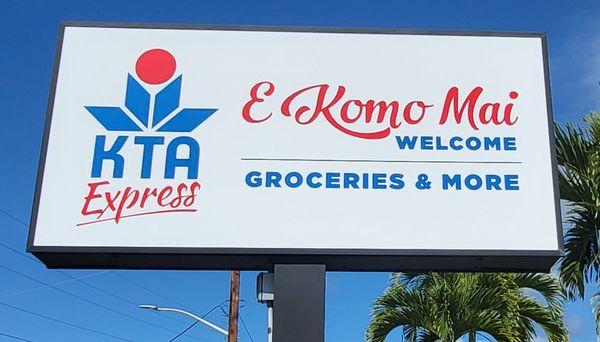 KTA
Express
E Komo Mai
WELCOME
GROCERIES & MORE